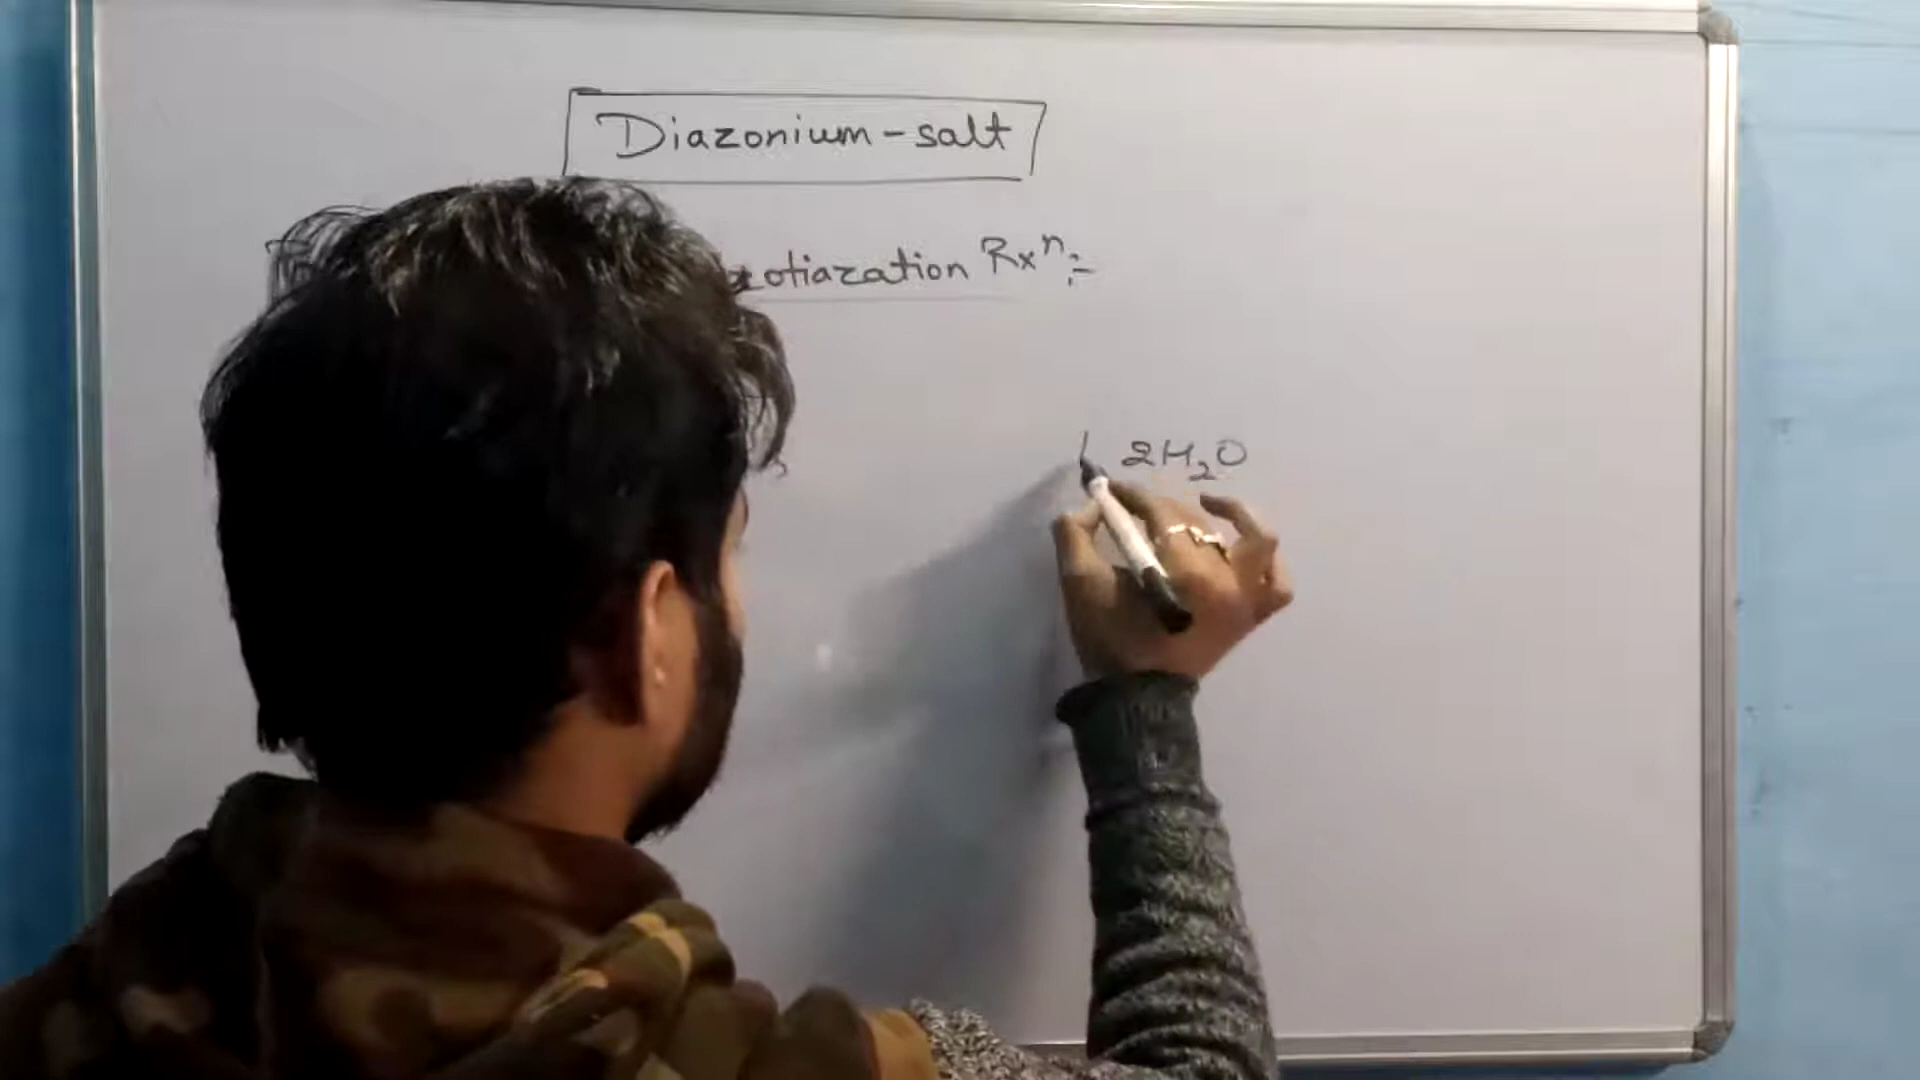 Diazonium-salt
otiazation Rxⁿ:-
2H₂O